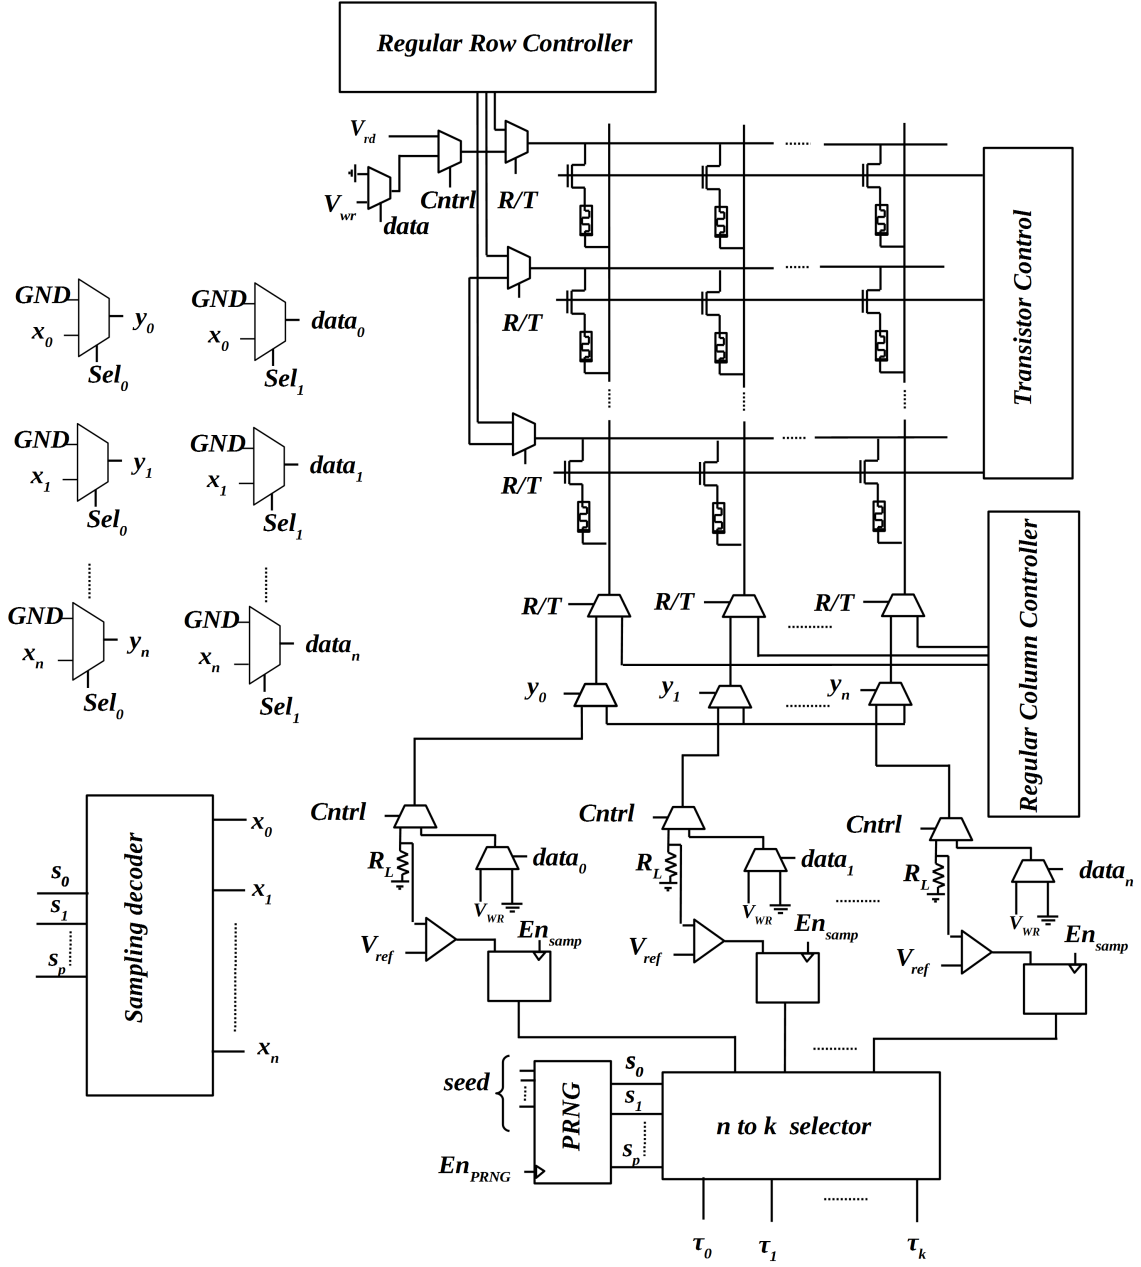 Regular Row Controller
Vrd
Vwr
data
Cntrl
R/T
R/T
R/T
Transistor Control
GND
x0
y0
Sel0
GND
x0
data0
Sel1
GND
x1
y1
Sel0
GND
x1
data1
Sel1
GND
xn
yn
Sel0
GND
xn
datan
Sel1
R/T
R/T
R/T
Regular Column Controller
y0
y1
yn
Cntrl
RL
data0
VWR
Vref
Ensamp
Cntrl
RL
data1
VWR
Vref
Ensamp
Cntrl
RL
datan
VWR
Vref
Ensamp
Sampling decoder
s0
s1
sp
x0
x1
xn
seed
EnPRNG
PRNG
s0
s1
sp
n to k selector
τ0
τ1
τk